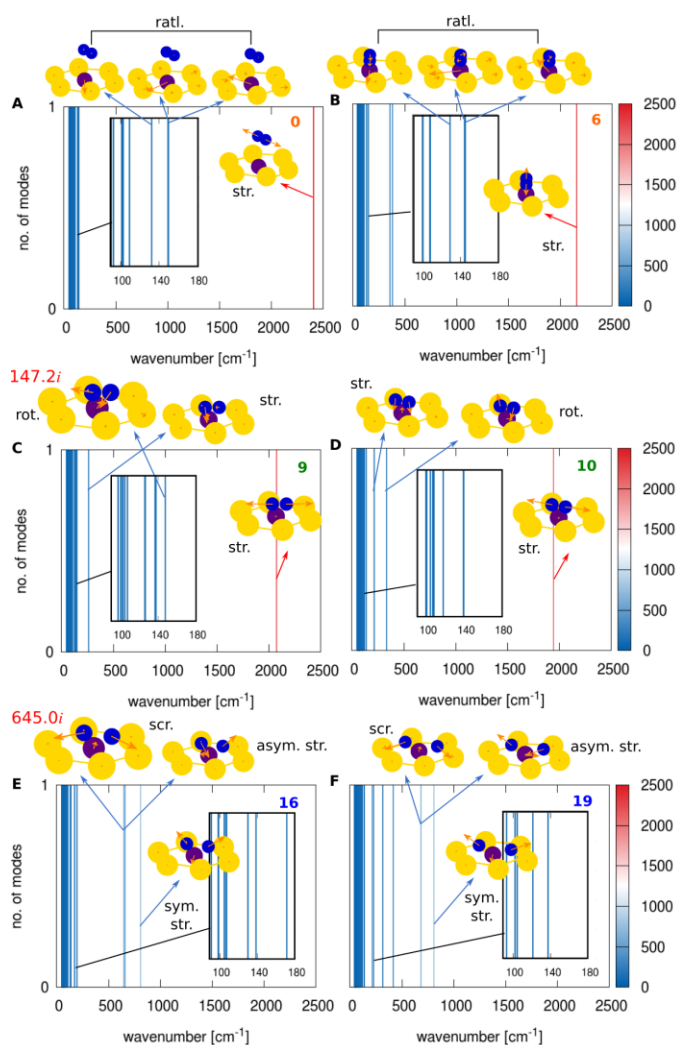 ratl. ratl.
A 0 B 6
no. of modes
1
0
str.
100 140 180
0 500 1000 1500 2000 2500
wavenumber [cm⁻¹]
str.
100 140 180
1
0
0 500 1000 1500 2000 2500
wavenumber [cm⁻¹]
2500
2000
1500
1000
500
0
147.2i
rot. str. str. rot.
C 9 D 10
no. of modes
1
0
str.
100 140 180
0 500 1000 1500 2000 2500
wavenumber [cm⁻¹]
str.
100 140 180
1
0
0 500 1000 1500 2000 2500
wavenumber [cm⁻¹]
2500
2000
1500
1000
500
0
645.0i
scr. asym. str. scr. asym. str.
E 16 F 19
no. of modes
1
0
sym.
str.
100 140 180
0 500 1000 1500 2000 2500
wavenumber [cm⁻¹]
sym.
str.
100 140 180
1
0
0 500 1000 1500 2000 2500
wavenumber [cm⁻¹]
2500
2000
1500
1000
500
0